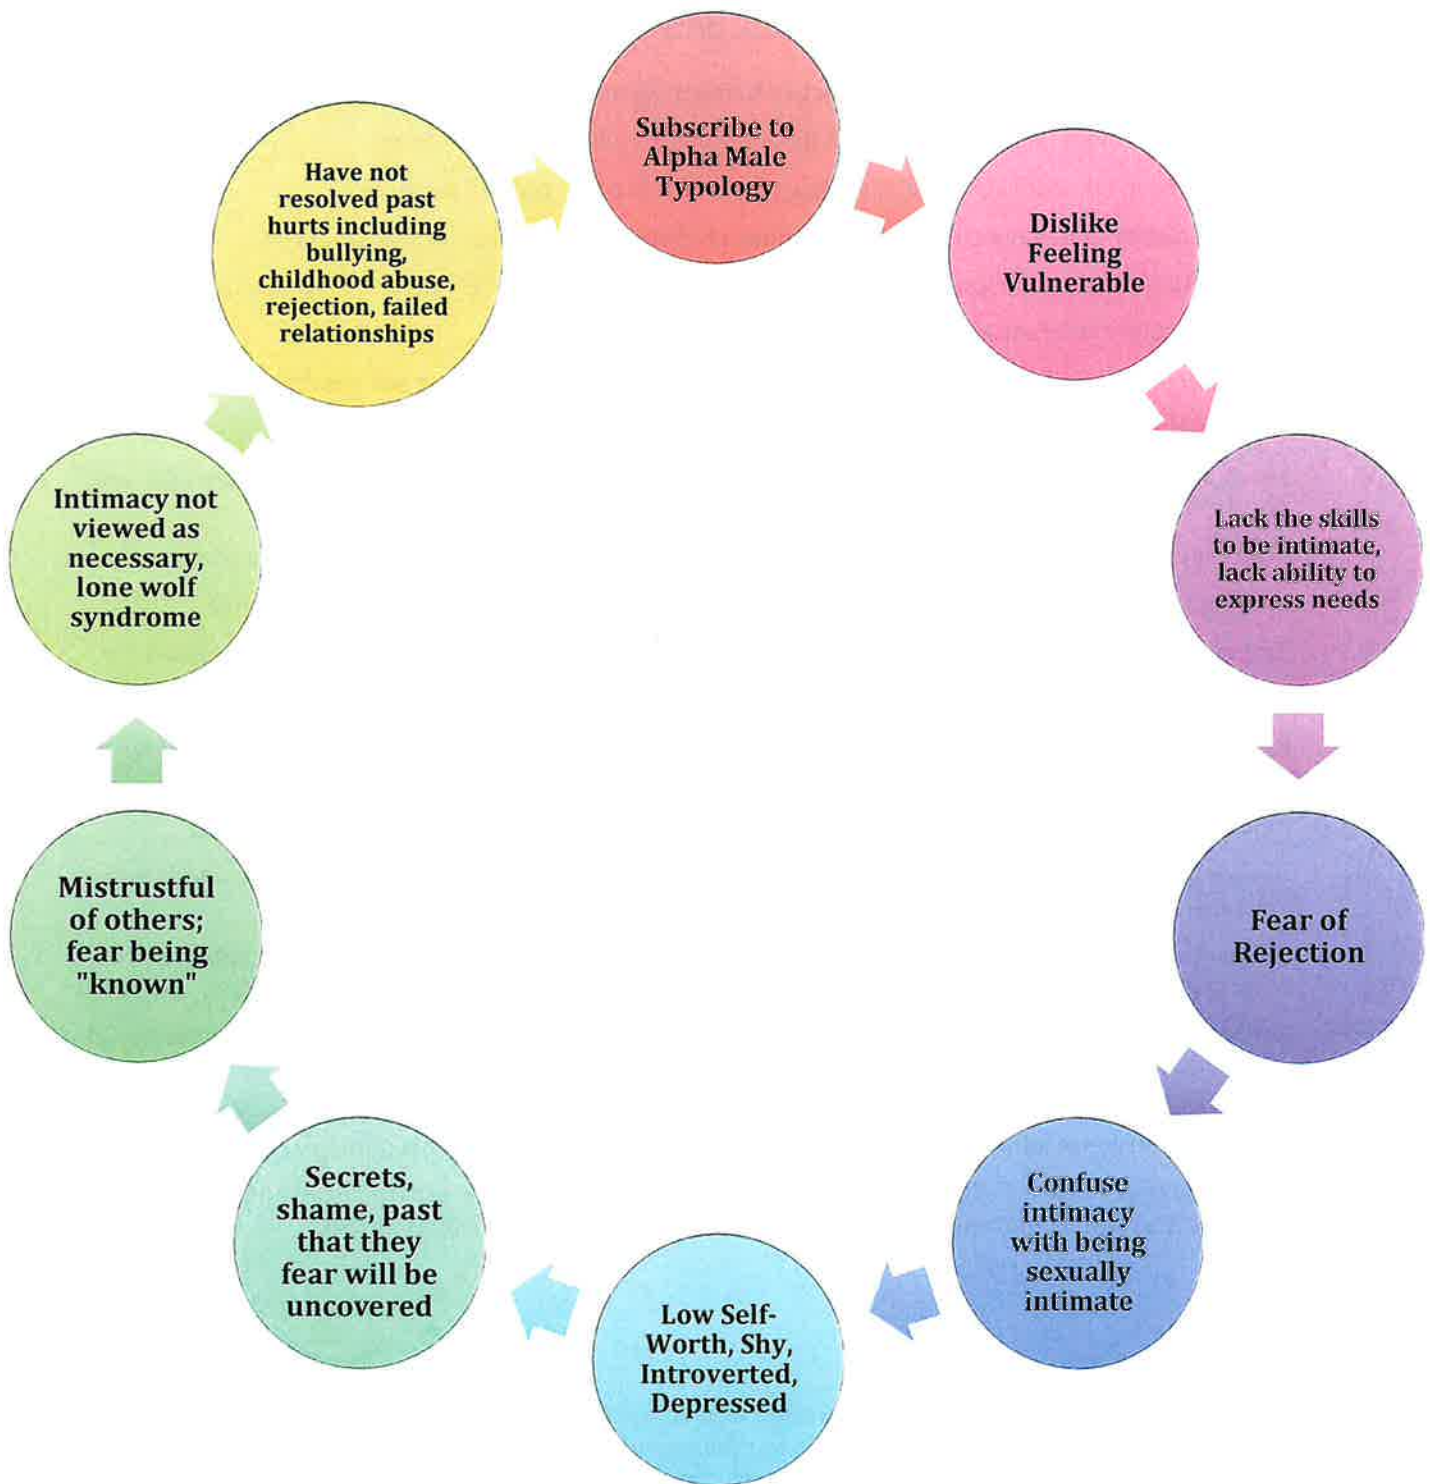 Subscribe to
Alpha Male
Typology
Dislike
Feeling
Vulnerable
Lack the skills
to be intimate,
lack ability to
express needs
Fear of
Rejection
Confuse
intimacy
with being
sexually
intimate
Low Self-
Worth, Shy,
Introverted,
Depressed
Secrets,
shame, past
that they
fear will be
uncovered
Mistrustful
of others;
fear being
"known"
Intimacy not
viewed as
necessary,
lone wolf
syndrome
Have not
resolved past
hurts including
bullying,
childhood abuse,
rejection, failed
relationships